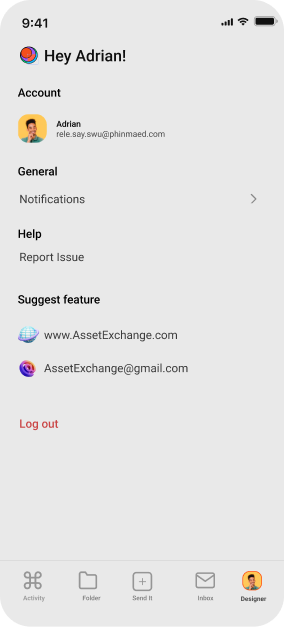 9:41
Hey Adrian!
Account
Adrian
rele.say.swu@phinmaed.com
General
Notifications
Help
Report Issue
Suggest feature
www.AssetExchange.com
AssetExchange@gmail.com
Log out
Activity
Folder
Send It
Inbox
Designer